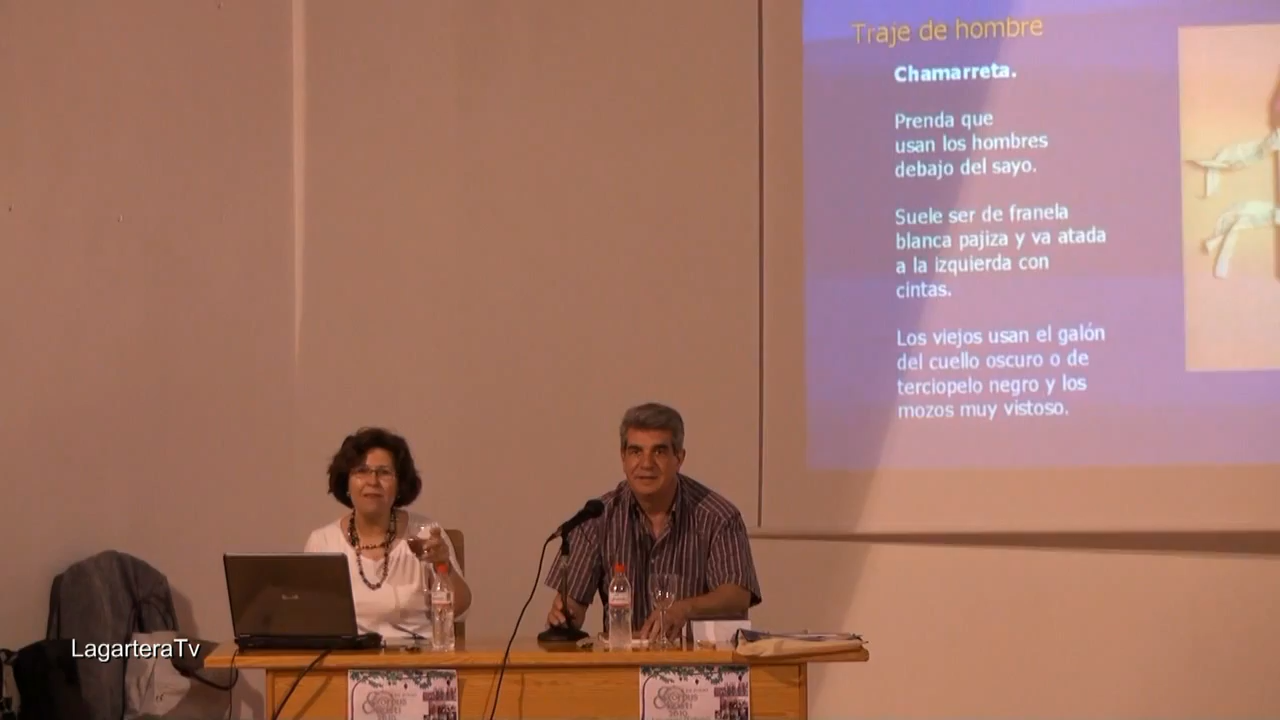 Traje de hombre
Chamarreta.
Prenda que
usan los hombres
debajo del sayo.
Suele ser de franela
blanca pajiza y va atada
a la izquierda con
cintas.
Los viejos usan el galón
del cuello oscuro o de
terciopelo negro y los
mozos muy vistoso.
LagarteraTv
Corpus
Corpus